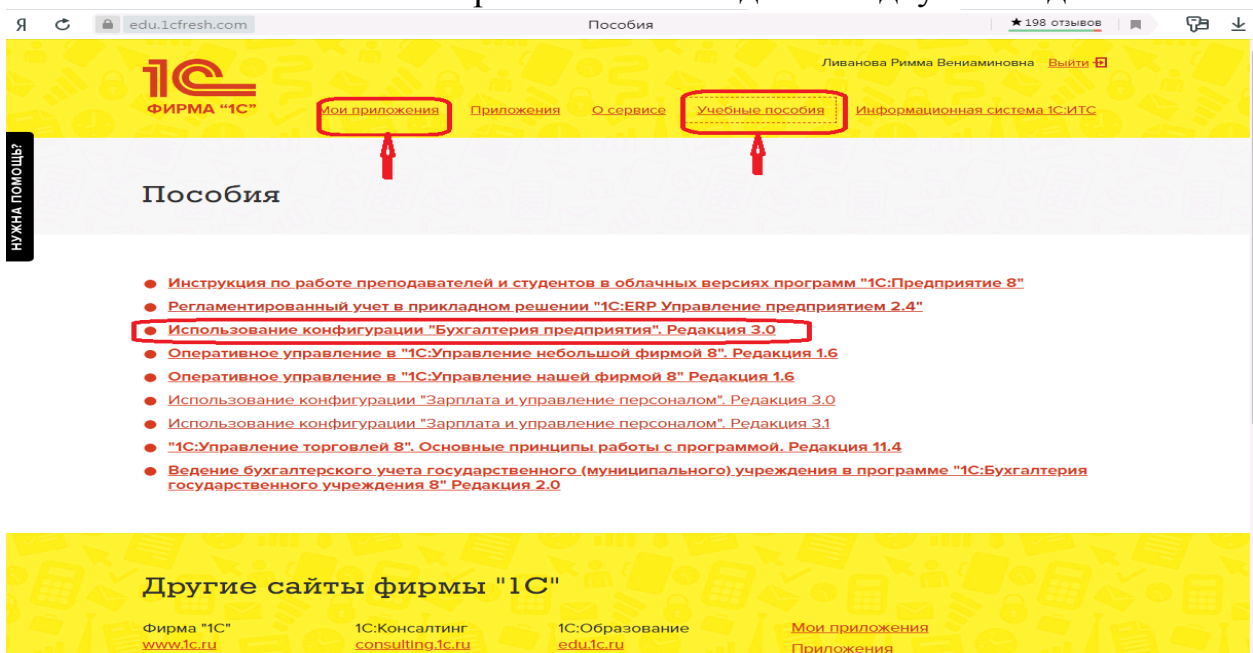 Я edu.1cfresh.com Пособия ★198 отзывов
Ливанова Римма Вениаминовна Выйти
1С
ФИРМА "1С"
Мои приложения Приложения О сервисе Учебные пособия Информационная система 1С:ИТС
НУЖНА ПОМОЩЬ?
Пособия
Инструкция по работе преподавателей и студентов в облачных версиях программ "1С:Предприятие 8"
Регламентированный учет в прикладном решении "1С:ERP Управление предприятием 2.4"
Использование конфигурации "Бухгалтерия предприятия". Редакция 3.0
Оперативное управление в "1С:Управление небольшой фирмой 8". Редакция 1.6
Оперативное управление в "1С:Управление нашей фирмой 8" Редакция 1.6
Использование конфигурации "Зарплата и управление персоналом". Редакция 3.0
Использование конфигурации "Зарплата и управление персоналом". Редакция 3.1
"1С:Управление торговлей 8". Основные принципы работы с программой. Редакция 11.4
Ведение бухгалтерского учета государственного (муниципального) учреждения в программе "1С:Бухгалтерия
государственного учреждения 8" Редакция 2.0
Другие сайты фирмы "1С"
Фирма "1С" 1С:Консалтинг 1С:Образование Мои приложения
www.1c.ru consulting.1c.ru edu.1c.ru Приложения